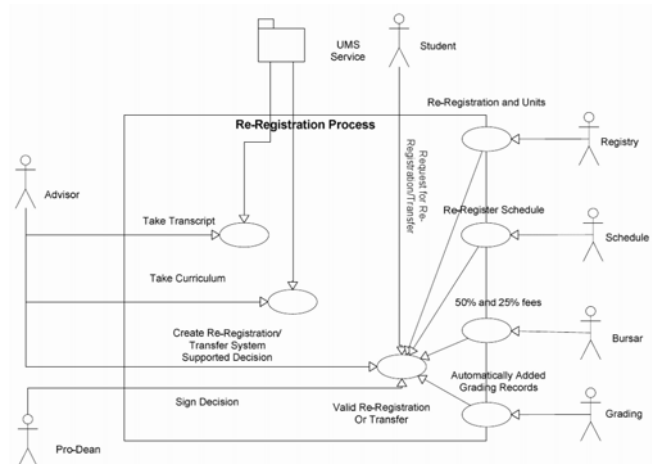 UMS
Service
Student
Re-Registration and Units
Re-Registration Process
Registry
Request for Re-
Registration/Transfer
Advisor
Re-Register Schedule
Take Transcript
Schedule
Take Curriculum
50% and 25% fees
Create Re-Registration/
Transfer System
Supported Decision
Bursar
Automatically Added
Grading Records
Sign Decision
Valid Re-Registration
Or Transfer
Grading
Pro-Dean